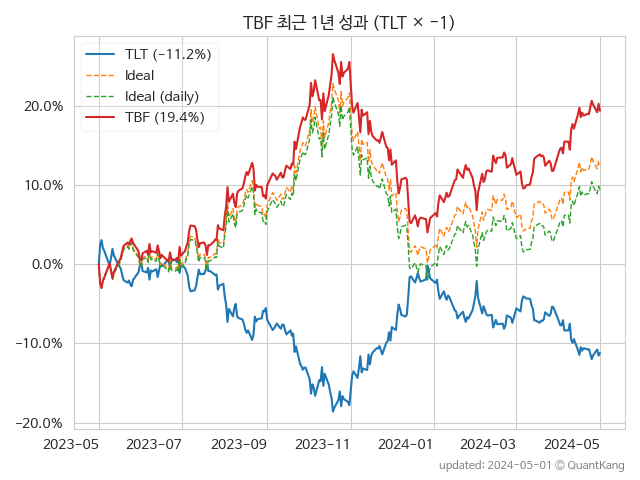 TBF 최근 1년 성과 (TLT × −1)
TLT (−11.2%)
Ideal
Ideal (daily)
TBF (19.4%)
20.0%
10.0%
0.0%
−10.0%
−20.0%
2023-05 2023-07 2023-09 2023-11 2024-01 2024-03 2024-05
updated: 2024-05-01 © QuantKang